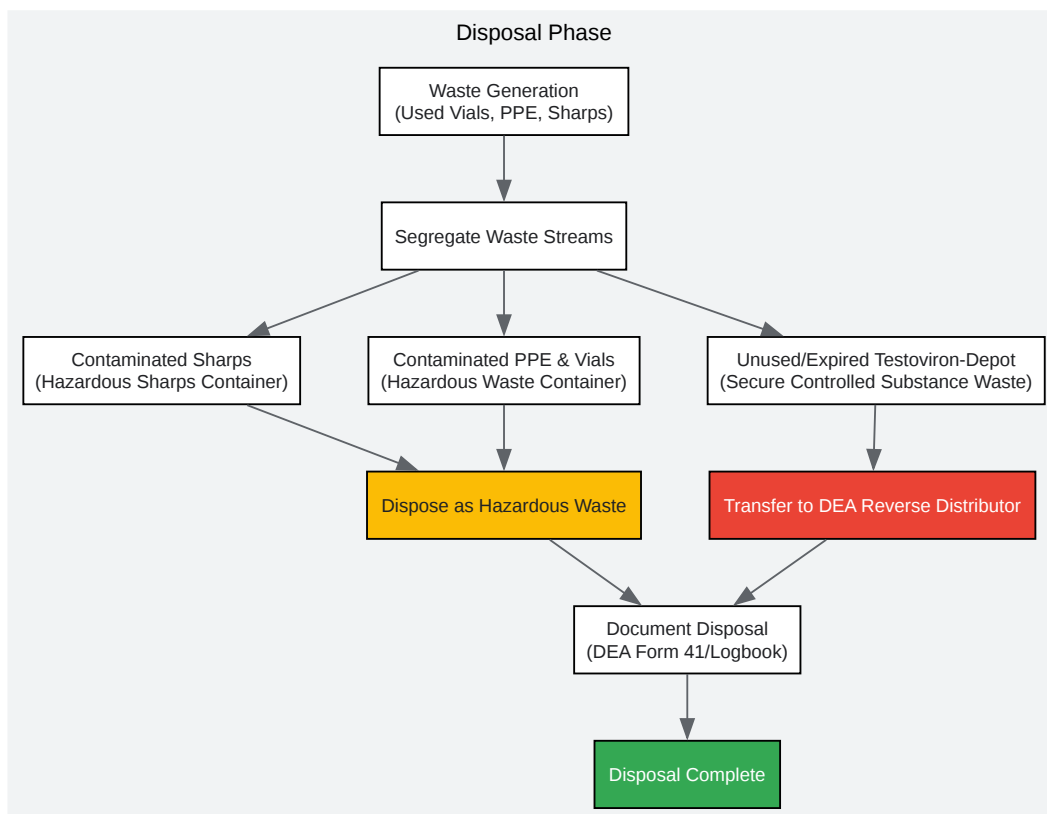 Disposal Phase
Waste Generation
(Used Vials, PPE, Sharps)
Segregate Waste Streams
Contaminated Sharps
(Hazardous Sharps Container)
Contaminated PPE & Vials
(Hazardous Waste Container)
Unused/Expired Testoviron-Depot
(Secure Controlled Substance Waste)
Dispose as Hazardous Waste
Transfer to DEA Reverse Distributor
Document Disposal
(DEA Form 41/Logbook)
Disposal Complete